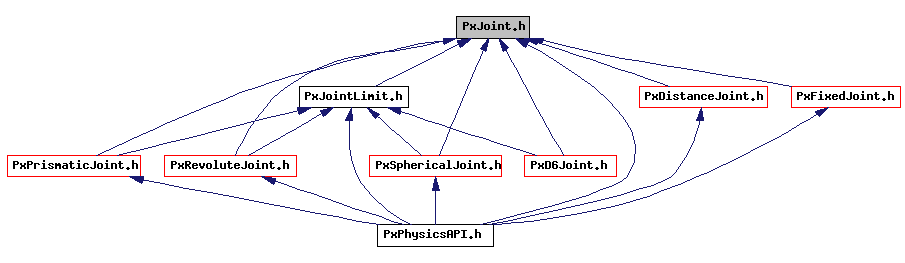 PxJoint.h
PxJointLimit.h
PxDistanceJoint.h
PxFixedJoint.h
PxPrismaticJoint.h
PxRevoluteJoint.h
PxSphericalJoint.h
PxD6Joint.h
PxPhysicsAPI.h